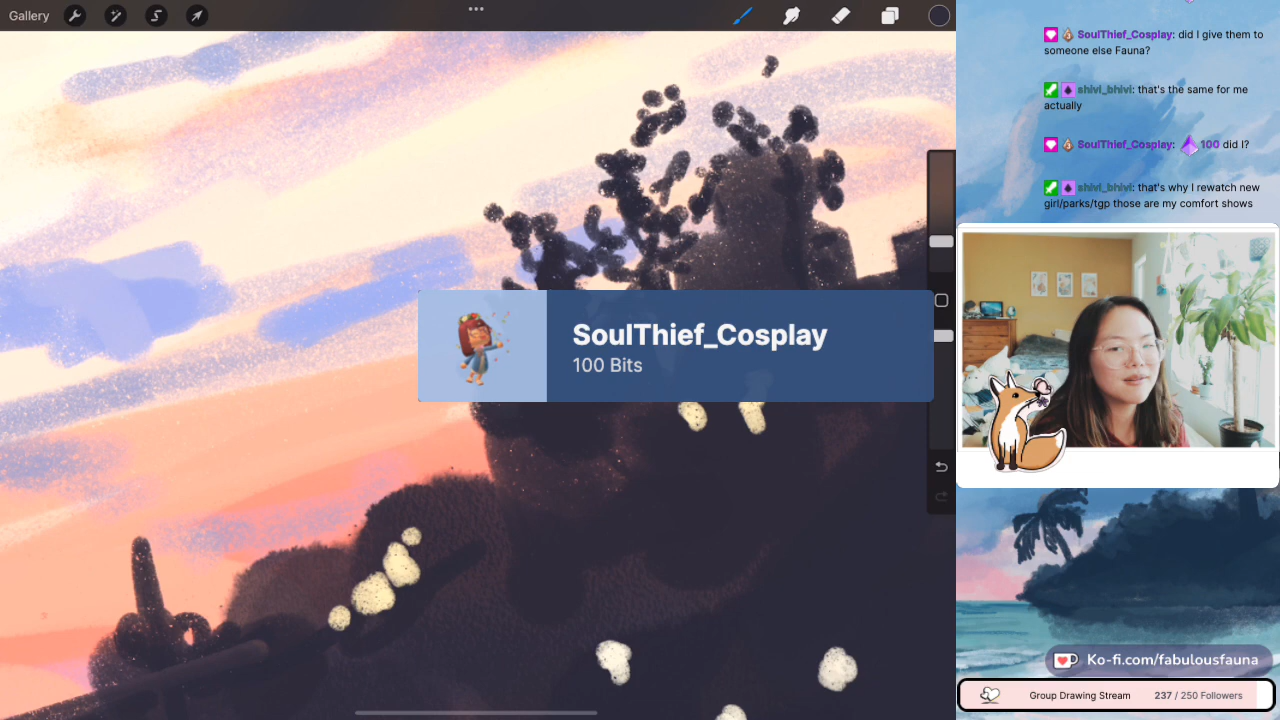 Gallery
SoulThief_Cosplay: did I give them to
someone else Fauna?
shivi_bhivi: that's the same for me
actually
SoulThief_Cosplay: 100 did I?
shivi_bhivi: that's why I rewatch new
girl/parks/tgp those are my comfort shows
SoulThief_Cosplay
100 Bits
Ko-fi.com/fabulousfauna
Group Drawing Stream 237 / 250 Followers